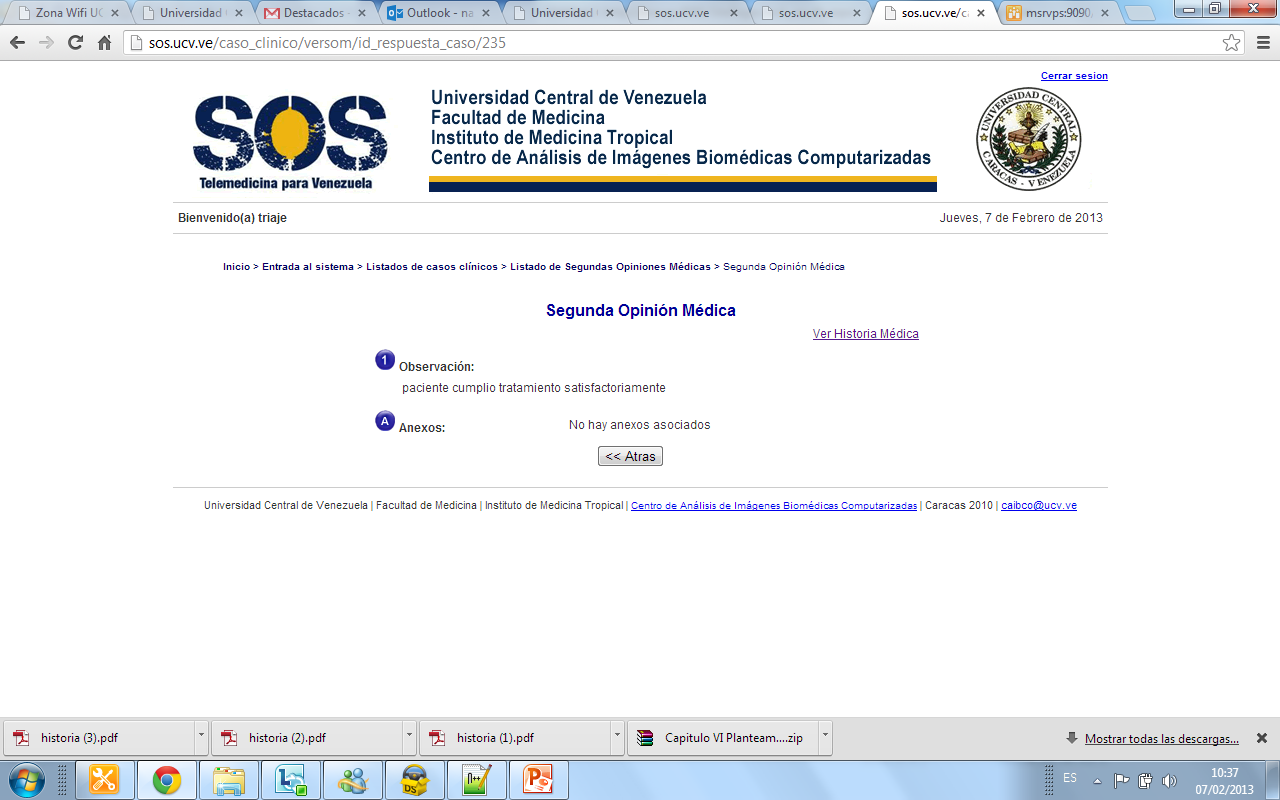 Zona Wifi UC
Universidad
Destacados
Outlook - na
Universidad
sos.ucv.ve
sos.ucv.ve
sos.ucv.ve/c
msrvps:9090
sos.ucv.ve/caso_clinico/versom/id_respuesta_caso/235
Cerrar sesion
SOS
Telemedicina para Venezuela
Universidad Central de Venezuela
Facultad de Medicina
Instituto de Medicina Tropical
Centro de Análisis de Imágenes Biomédicas Computarizadas
UNIVERSIDAD CENTRAL
CARACAS - VENEZUELA
Bienvenido(a) triaje
Jueves, 7 de Febrero de 2013
Inicio > Entrada al sistema > Listados de casos clínicos > Listado de Segundas Opiniones Médicas > Segunda Opinión Médica
Segunda Opinión Médica
Ver Historia Médica
1 Observación:
paciente cumplio tratamiento satisfactoriamente
A Anexos: No hay anexos asociados
<< Atras
Universidad Central de Venezuela | Facultad de Medicina | Instituto de Medicina Tropical | Centro de Análisis de Imágenes Biomédicas Computarizadas | Caracas 2010 | caibco@ucv.ve
historia (3).pdf
historia (2).pdf
historia (1).pdf
Capitulo VI Planteam....zip
Mostrar todas las descargas...
ES
10:37
07/02/2013